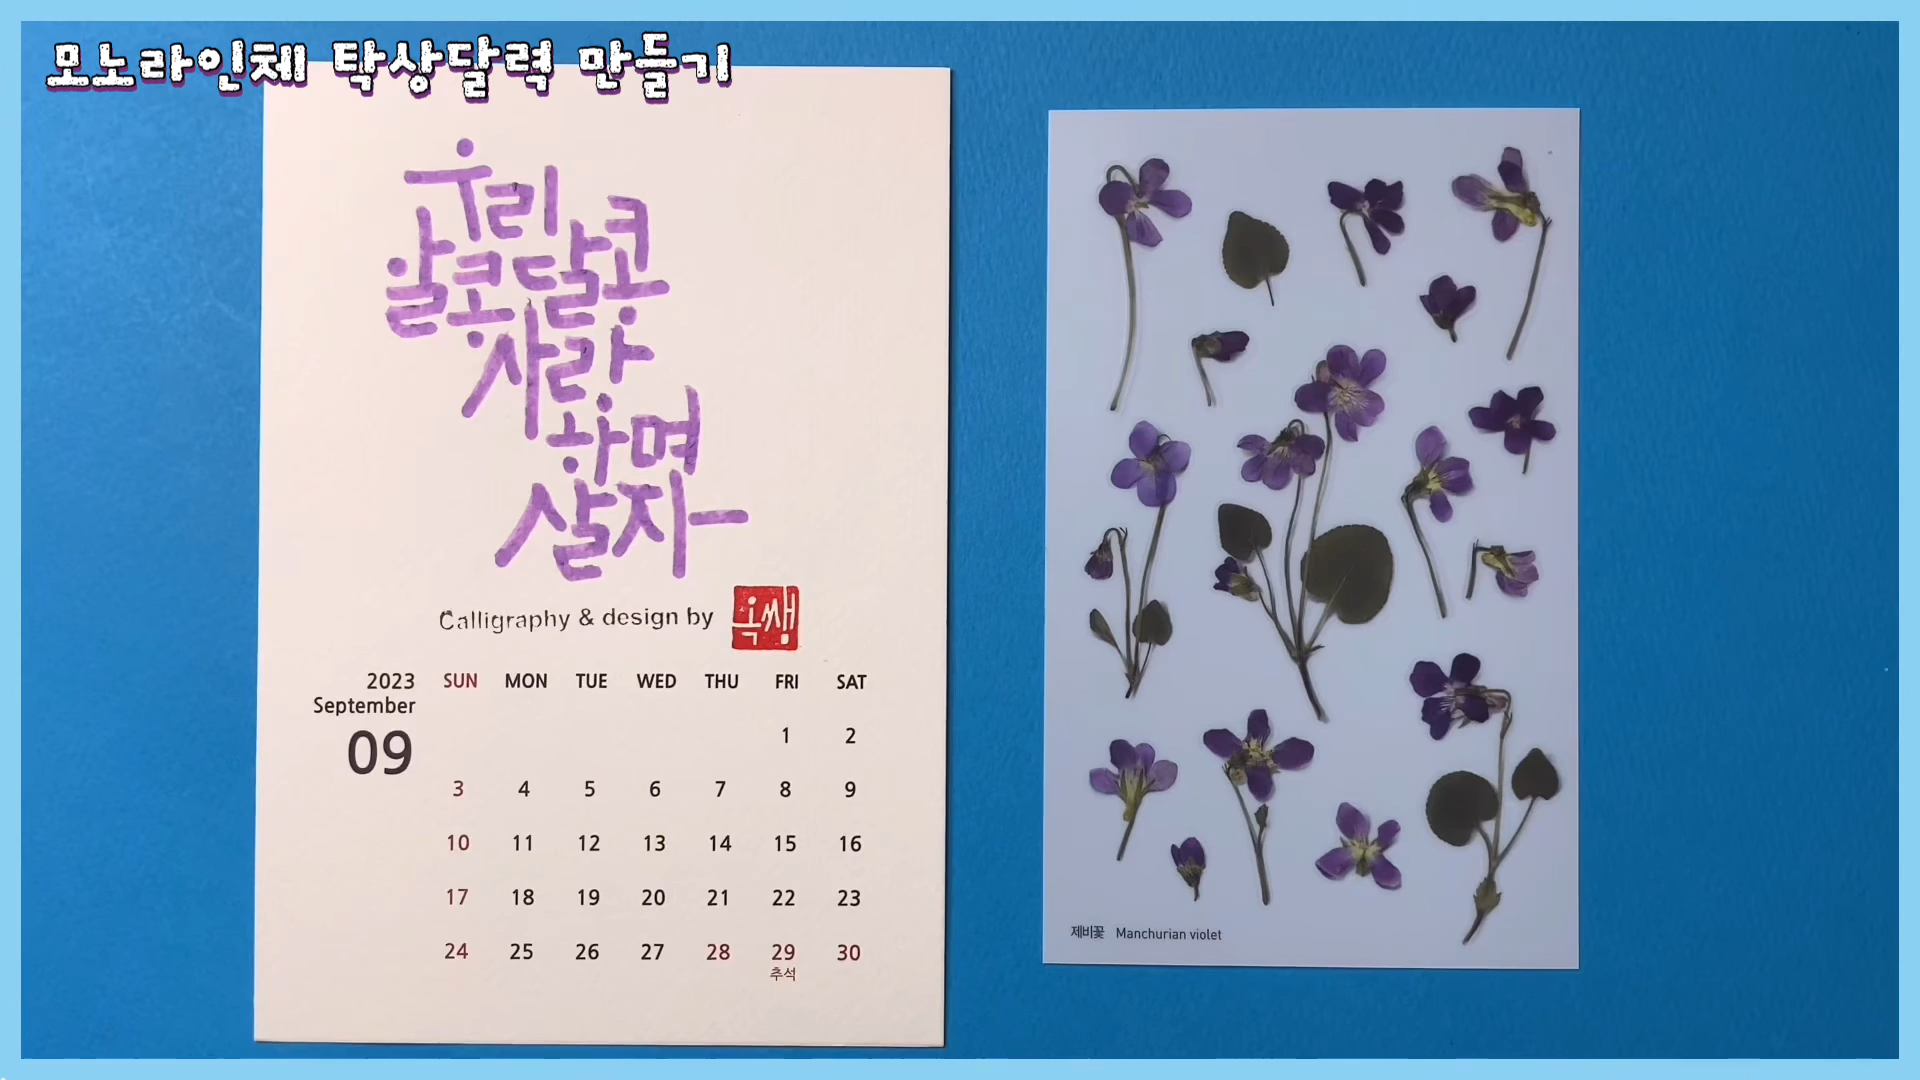 모노라인체 탁상달력 만들기
우리
알콩달콩
사랑
하며
살자-
Calligraphy & design by 옥쌤
2023 SUN MON TUE WED THU FRI SAT
September
09
1 2
3 4 5 6 7 8 9
10 11 12 13 14 15 16
17 18 19 20 21 22 23
24 25 26 27 28 29 30
추석
제비꽃 Manchurian violet